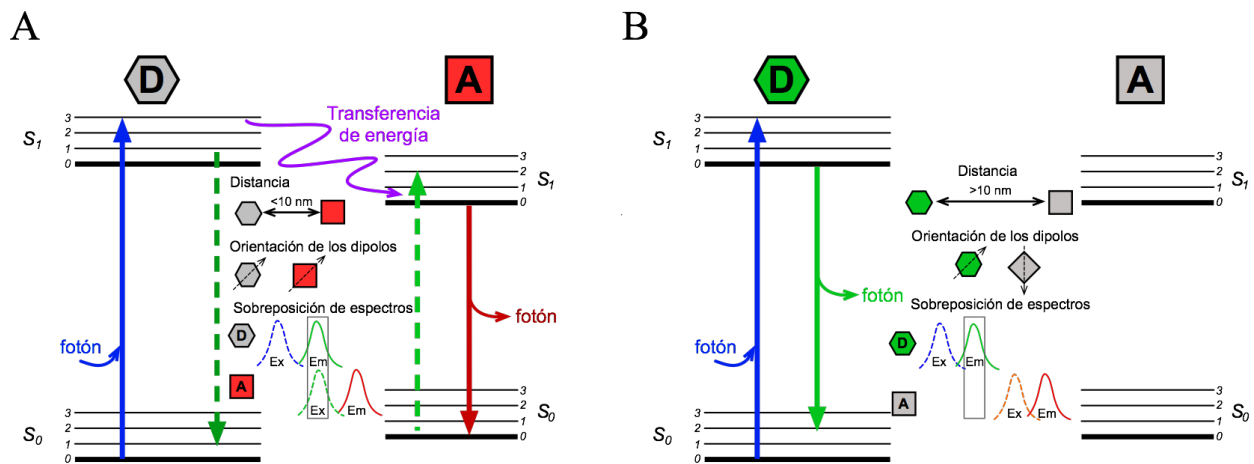 A
D
A
Transferencia
de energía
S1
3
2
1
0
3
2
1
0
S1
Distancia
<10 nm
Orientación de los dipolos
Sobreposición de espectros
D
Ex
Em
fotón
fotón
A
Ex
Em
S0
3
2
1
0
3
2
1
0
S0
B
D
A
S1
3
2
1
0
3
2
1
0
S1
Distancia
>10 nm
Orientación de los dipolos
fotón
Sobreposición de espectros
D
Ex
Em
fotón
A
Ex
Em
S0
3
2
1
0
3
2
1
0
S0